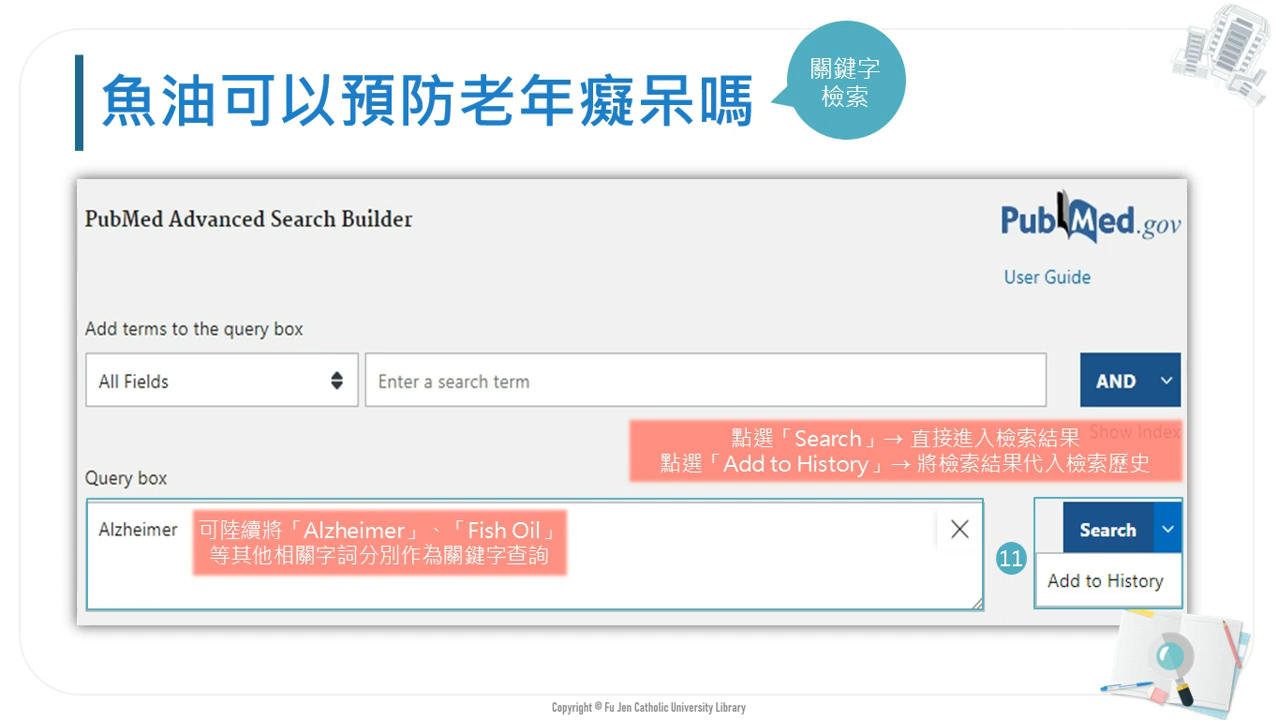 魚油可以預防老年癡呆嗎
關鍵字
檢索
PubMed Advanced Search Builder
PubMed.gov
User Guide
Add terms to the query box
All Fields
Enter a search term
AND
Show Index
點選「Search」→ 直接進入檢索結果
點選「Add to History」→ 將檢索結果代入檢索歷史
Query box
Alzheimer
可陸續將「Alzheimer」、「Fish Oil」
等其他相關字詞分別作為關鍵字查詢
11
Search
Add to History
Copyright © Fu Jen Catholic University Library